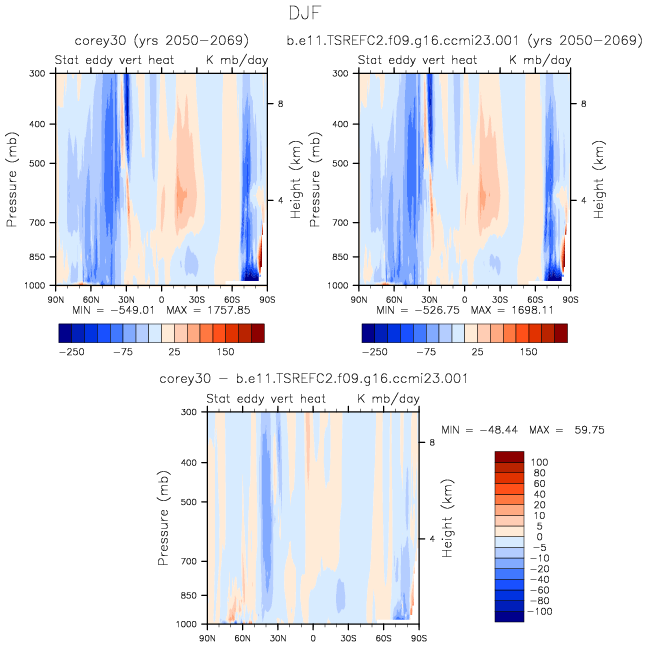 DJF
corey30 (yrs 2050-2069)
b.e11.TSREFC2.f09.g16.ccmi23.001 (yrs 2050-2069)
Stat eddy vert heat K mb/day
Stat eddy vert heat K mb/day
Pressure (mb)
300
400
500
700
850
1000
8
4
Height (km)
90N 60N 30N 0 30S 60S 90S
MIN = -549.01 MAX = 1757.85
-250 -75 25 150
Pressure (mb)
300
400
500
700
850
1000
8
4
Height (km)
90N 60N 30N 0 30S 60S 90S
MIN = -526.75 MAX = 1698.11
-250 -75 25 150
corey30 - b.e11.TSREFC2.f09.g16.ccmi23.001
Stat eddy vert heat K mb/day
Pressure (mb)
300
400
500
700
850
1000
8
4
Height (km)
90N 60N 30N 0 30S 60S 90S
MIN = -48.44 MAX = 59.75
100
80
60
40
20
10
5
0
-5
-10
-20
-40
-60
-80
-100